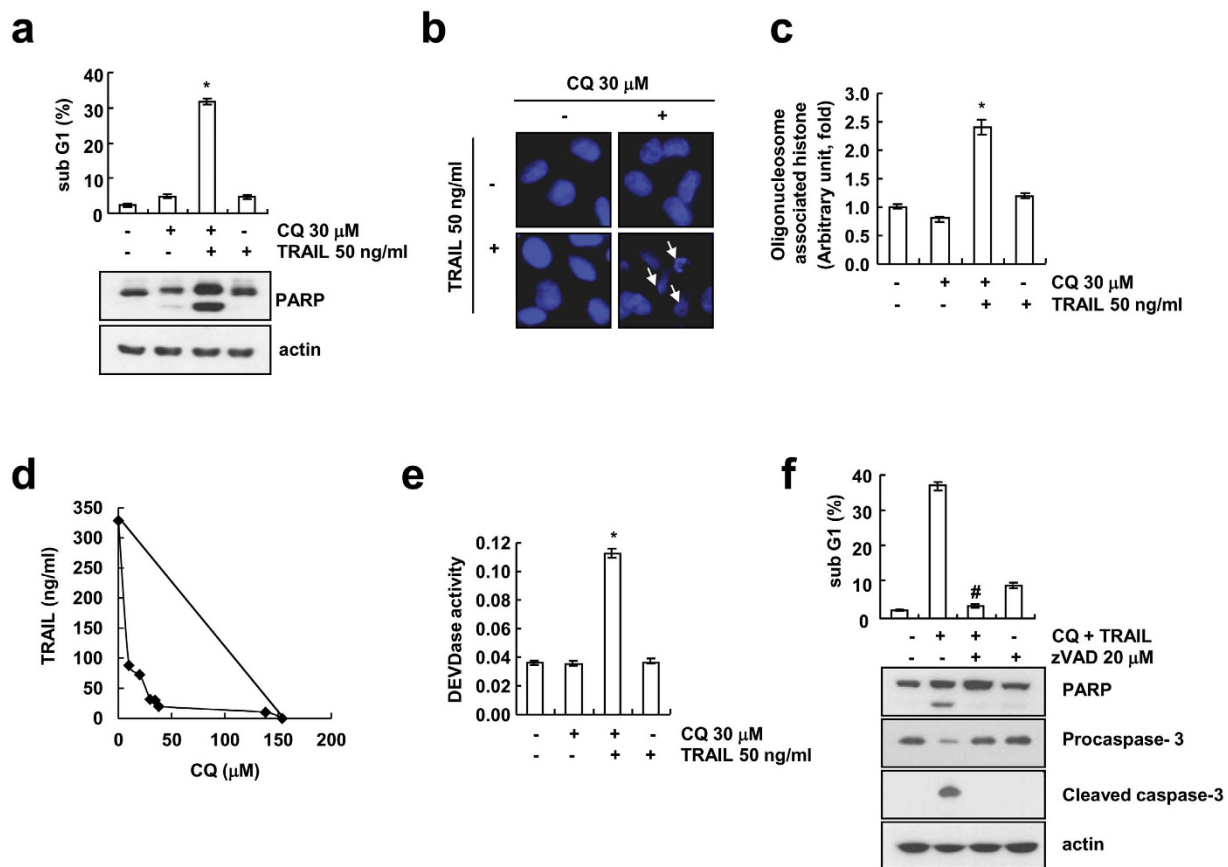 a
sub G1 (%)
40
30
20
10
0
*
- + + - CQ 30 μM
- - + + TRAIL 50 ng/ml
PARP
actin
b
CQ 30 μM
- +
TRAIL 50 ng/ml
-
+
c
Oligonucleosome
associated histone
(Arbitrary unit, fold)
3.0
2.5
2.0
1.5
1.0
0.5
0.0
*
- + + - CQ 30 μM
- - + + TRAIL 50 ng/ml
d
TRAIL (ng/ml)
350
300
250
200
150
100
50
0
0 50 100 150 200
CQ (μM)
e
DEVDase activity
0.12
0.10
0.08
0.06
0.04
0.02
0.00
*
- + + - CQ 30 μM
- - + + TRAIL 50 ng/ml
f
sub G1 (%)
40
30
20
10
0
#
- + + - CQ + TRAIL
- - + + zVAD 20 μM
PARP
Procaspase- 3
Cleaved caspase-3
actin